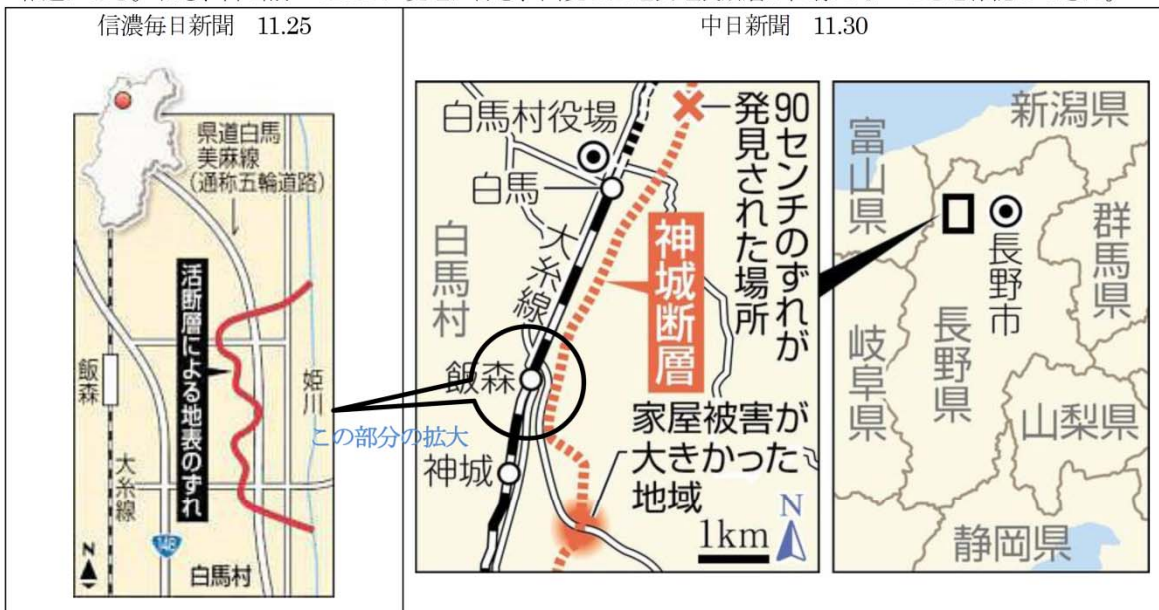 信濃毎日新聞 11.25
中日新聞 11.30
県道白馬
美麻線
(通称五輪道路)
活断層による地表のずれ
飯森
大糸線
姫川
148
白馬村
N
この部分の拡大
90センチのずれが
発見された場所
白馬村役場
白馬
大糸線
白馬村
神城断層
飯森
神城
家屋被害が
大きかった
地域
N
1km
新潟県
富山県
群馬県
長野市
長野県
岐阜県
山梨県
静岡県